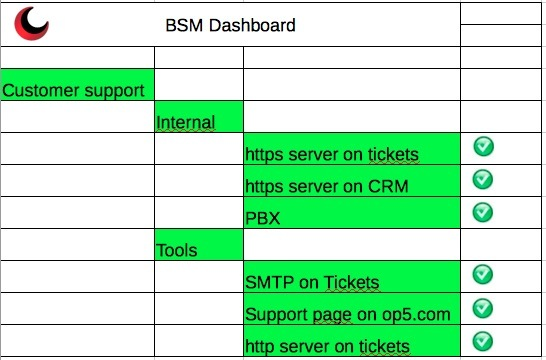 BSM Dashboard
Customer support
Internal
https server on tickets
https server on CRM
PBX
Tools
SMTP on Tickets
Support page on op5.com
http server on tickets